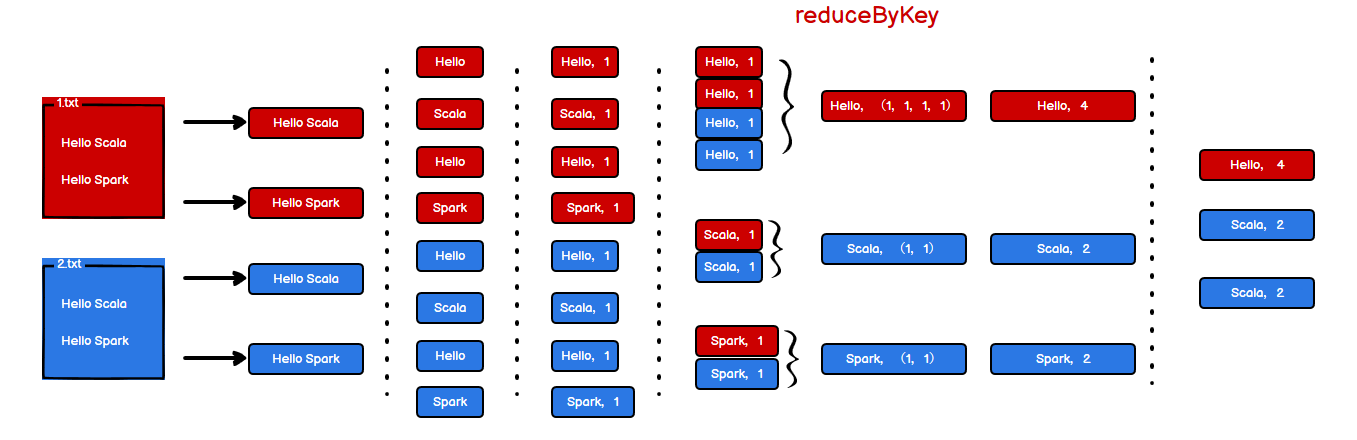 reduceByKey
1.txt
Hello Scala
Hello Spark
2.txt
Hello Scala
Hello Spark
Hello Scala
Hello Spark
Hello Scala
Hello Spark
Hello
Scala
Hello
Spark
Hello
Scala
Hello
Spark
Hello, 1
Scala, 1
Hello, 1
Spark, 1
Hello, 1
Scala, 1
Hello, 1
Spark, 1
Hello, 1
Hello, 1
Hello, 1
Hello, 1
Scala, 1
Scala, 1
Spark, 1
Spark, 1
Hello, (1, 1, 1, 1)
Scala, (1, 1)
Spark, (1, 1)
Hello, 4
Scala, 2
Spark, 2
Hello, 4
Scala, 2
Scala, 2